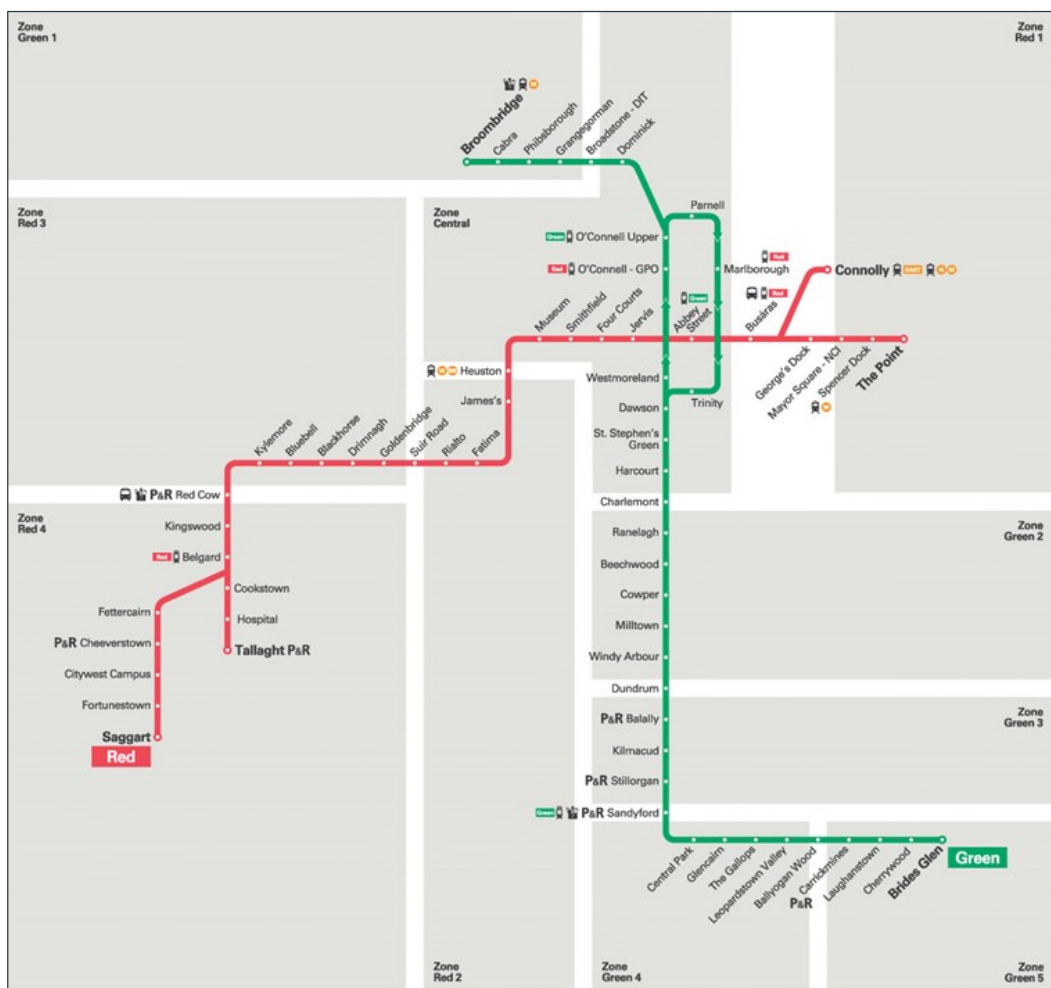 Zone
Green 1
Zone
Red 1
Broombridge
Cabra
Phibsborough
Grangegorman
Broadstone - DIT
Dominick
Zone
Red 3
Zone
Central
Parnell
Green O'Connell Upper
Red O'Connell - GPO
Marlborough
Red
Connolly
DART
Green
Red
Museum
Smithfield
Four Courts
Jervis
Abbey
Street
Busáras
George's Dock
Mayor Square - NCI
Spencer Dock
The Point
Heuston
James's
Westmoreland
Trinity
Dawson
St. Stephen's
Green
Harcourt
Charlemont
Kylemore
Bluebell
Blackhorse
Drimnagh
Goldenbridge
Suir Road
Rialto
Fatima
P&R Red Cow
Zone
Red 4
Kingswood
Red Belgard
Cookstown
Hospital
Tallaght P&R
Fettercairn
P&R Cheeverstown
Citywest Campus
Fortunestown
Saggart
Red
Zone
Green 2
Ranelagh
Beechwood
Cowper
Milltown
Windy Arbour
Dundrum
Zone
Green 3
P&R Balally
Kilmacud
P&R Stillorgan
Green P&R Sandyford
Central Park
Glencairn
The Gallops
Leopardstown Valley
Ballyogan Wood
Carrickmines
P&R
Laughanstown
Cherrywood
Brides Glen
Green
Zone
Red 2
Zone
Green 4
Zone
Green 5